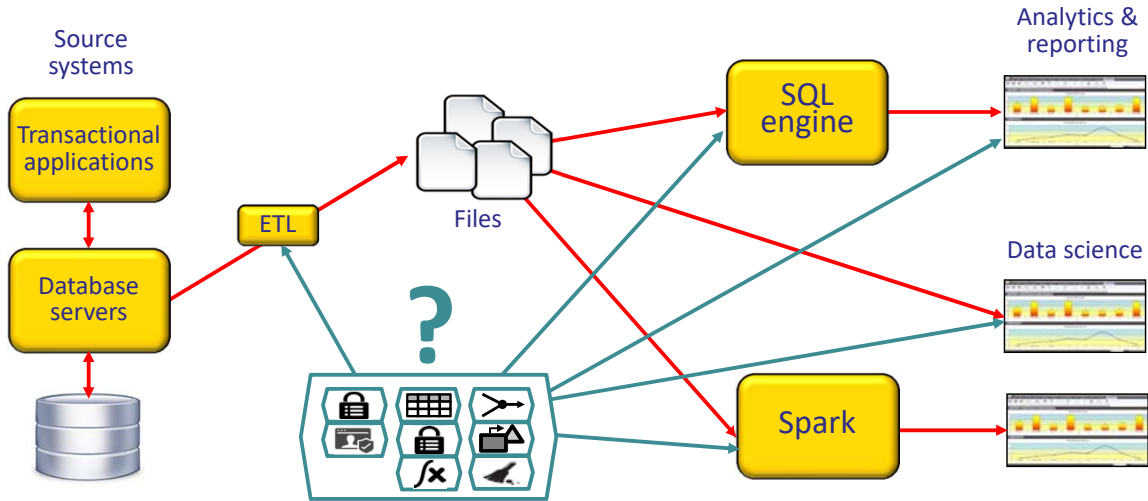 Source
systems
Transactional
applications
Database
servers
ETL
Files
?
SQL
engine
Analytics &
reporting
Data science
Spark